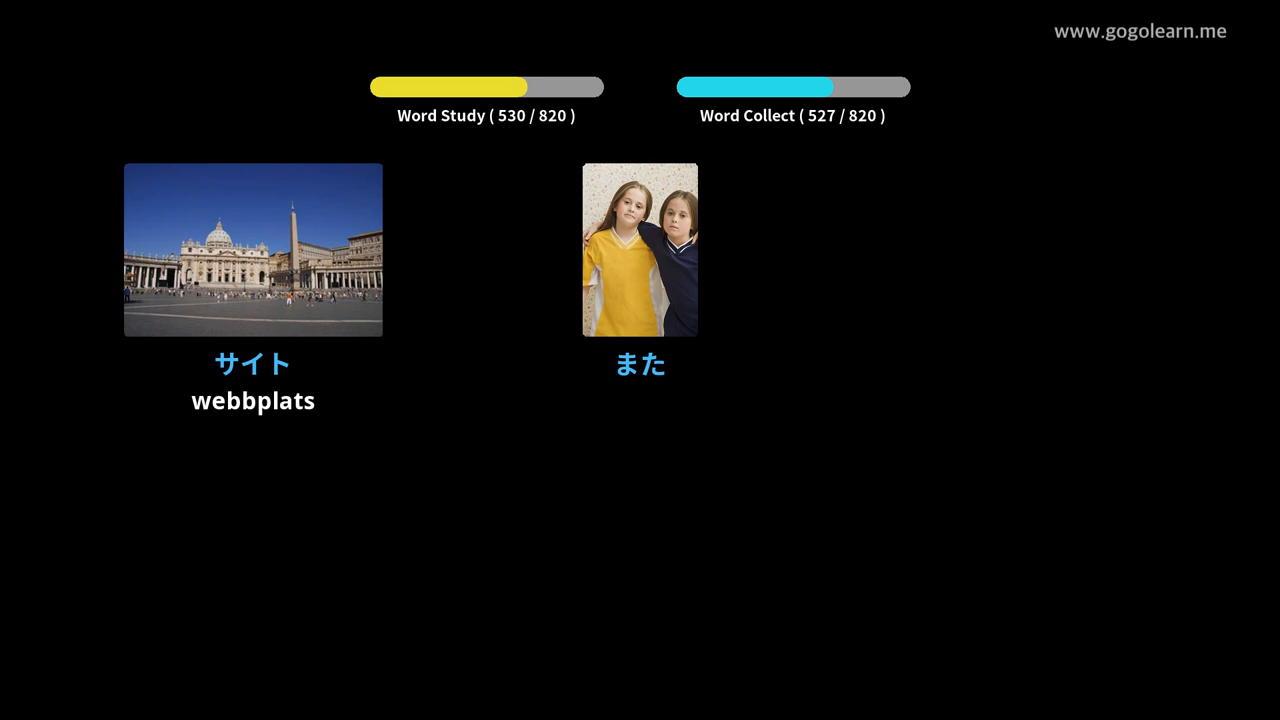 www.gogolearn.me
Word Study ( 530 / 820 )
Word Collect ( 527 / 820 )
サイト
webbplats
また